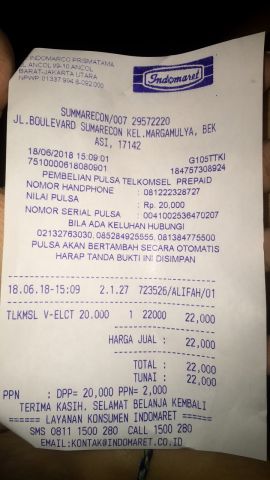 INDOMARCO PRISMATAMA
JL ANCOL I/9-10 ANCOL
BARAT,JAKARTA UTARA
NPWP: 01337.994.6-092.000
Indomaret
SUMMARECON/007 29572220
JL.BOULEVARD SUMARECON KEL.MARGAMULYA, BEK
ASI, 17142
18/06/2018 15:09:01 G105TTKI
7510000618080901 184757308924
PEMBELIAN PULSA TELKOMSEL PREPAID
NOMOR HANDPHONE : 081222328727
NILAI PULSA : Rp. 20,000
NOMOR SERIAL PULSA : 0041002536470207
BILA ADA KELUHAN HUBUNGI
02132763030, 085284925555, 081384775500
PULSA AKAN BERTAMBAH SECARA OTOMATIS
HARAP TANDA BUKTI INI DISIMPAN
18.06.18-15:09 2.1.27 723526/ALIFAH/01
TLKMSL V-ELCT 20.000 1 22000 22,000
HARGA JUAL : 22,000
TOTAL : 22,000
TUNAI : 22,000
PPN : DPP= 20,000 PPN= 2,000
TERIMA KASIH. SELAMAT BELANJA KEMBALI
====== LAYANAN KONSUMEN INDOMARET ======
SMS 0811 1500 280 CALL 1500 280
EMAIL:KONTAK@INDOMARET.CO.ID